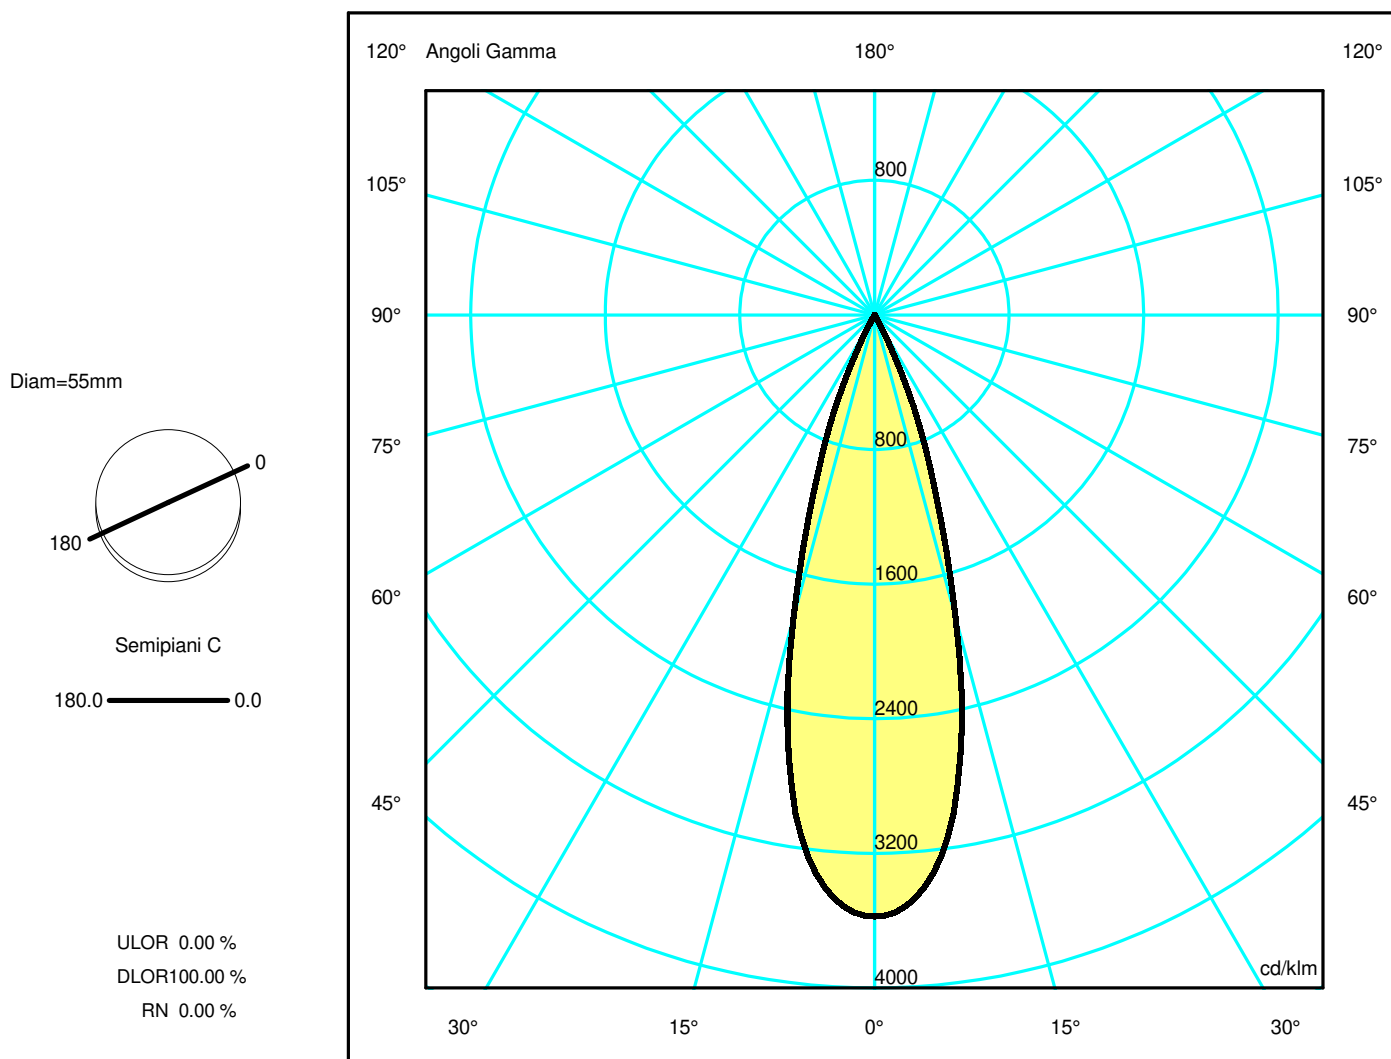 120° Angoli Gamma 180° 120°
800
105° 105°
90° 90°
Diam=55mm
800
75° 75°
0
180
1600
60° 60°
Semipiani C
180.0 0.0
2400
45° 45°
3200
ULOR 0.00 %
cd/klm
DLOR100.00 %
4000
RN 0.00 %
30° 15° 0° 15° 30°